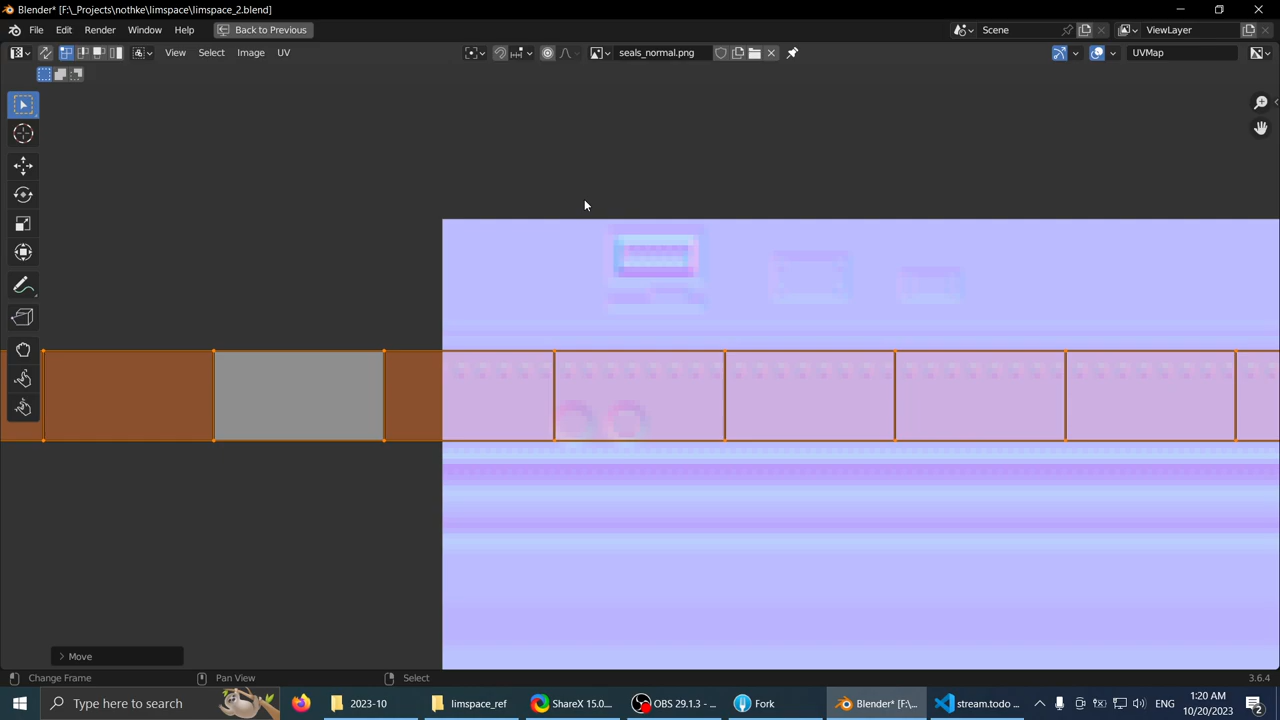 Blender* [F:\_Projects\nothke\limspace\limspace_2.blend]
File Edit Render Window Help Back to Previous Scene ViewLayer
View Select Image UV seals_normal.png UVMap
Move
Change Frame Pan View Select 3.6.4
Type here to search 2023-10 limspace_ref ShareX 15.0... OBS 29.1.3 - ... Fork Blender* [F:\... stream.todo ... 1:20 AM
10/20/2023 2